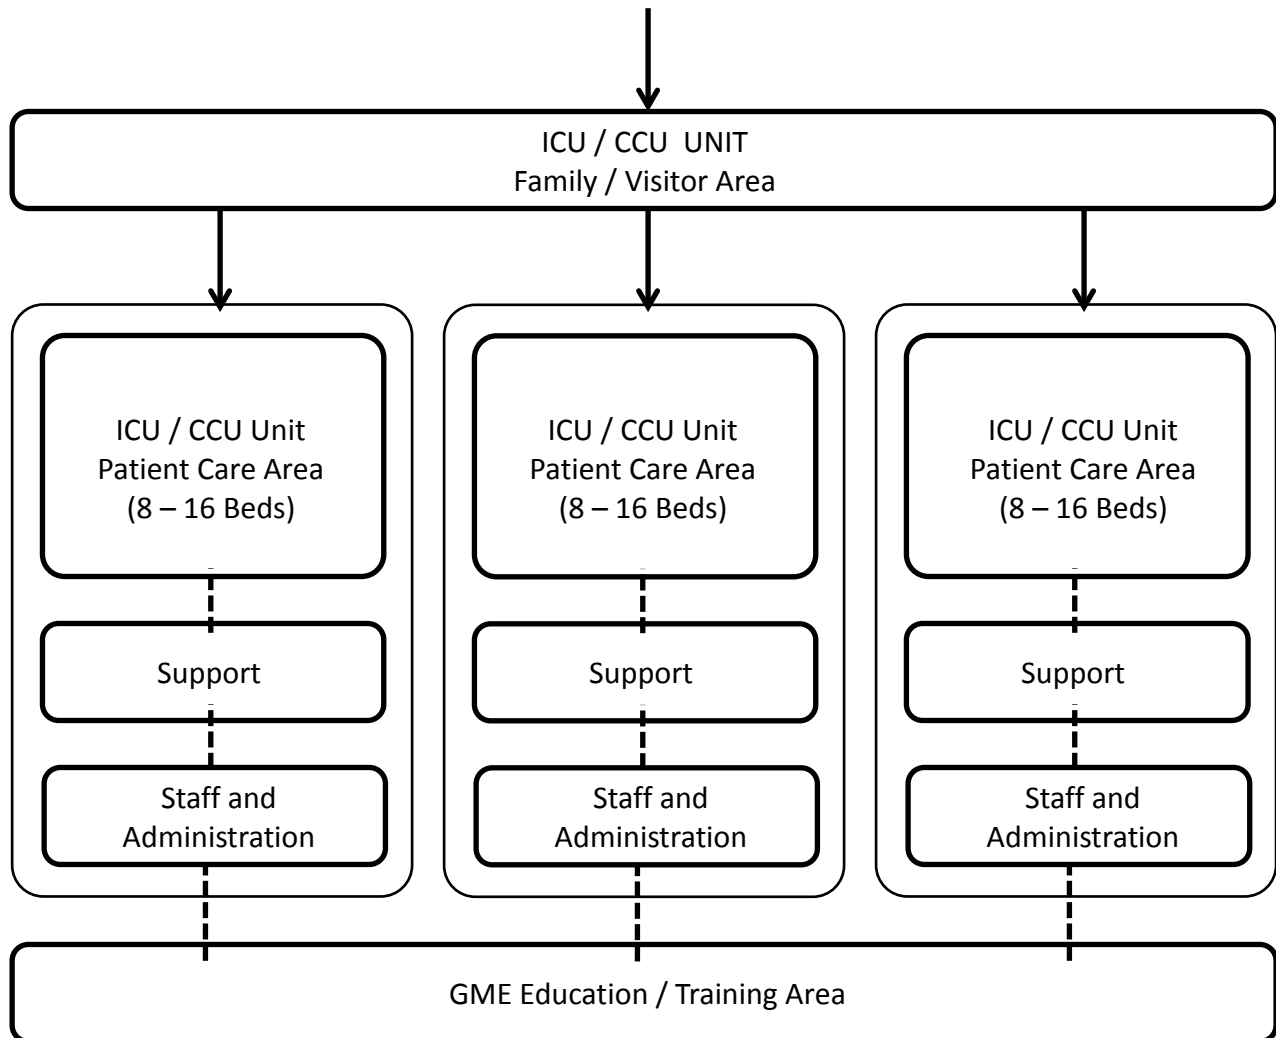 ICU / CCU  UNIT
Family / Visitor Area
ICU / CCU Unit
Patient Care Area
(8 – 16 Beds)
Support
Staff and
Administration
ICU / CCU Unit
Patient Care Area
(8 – 16 Beds)
Support
Staff and
Administration
ICU / CCU Unit
Patient Care Area
(8 – 16 Beds)
Support
Staff and
Administration
GME Education / Training Area